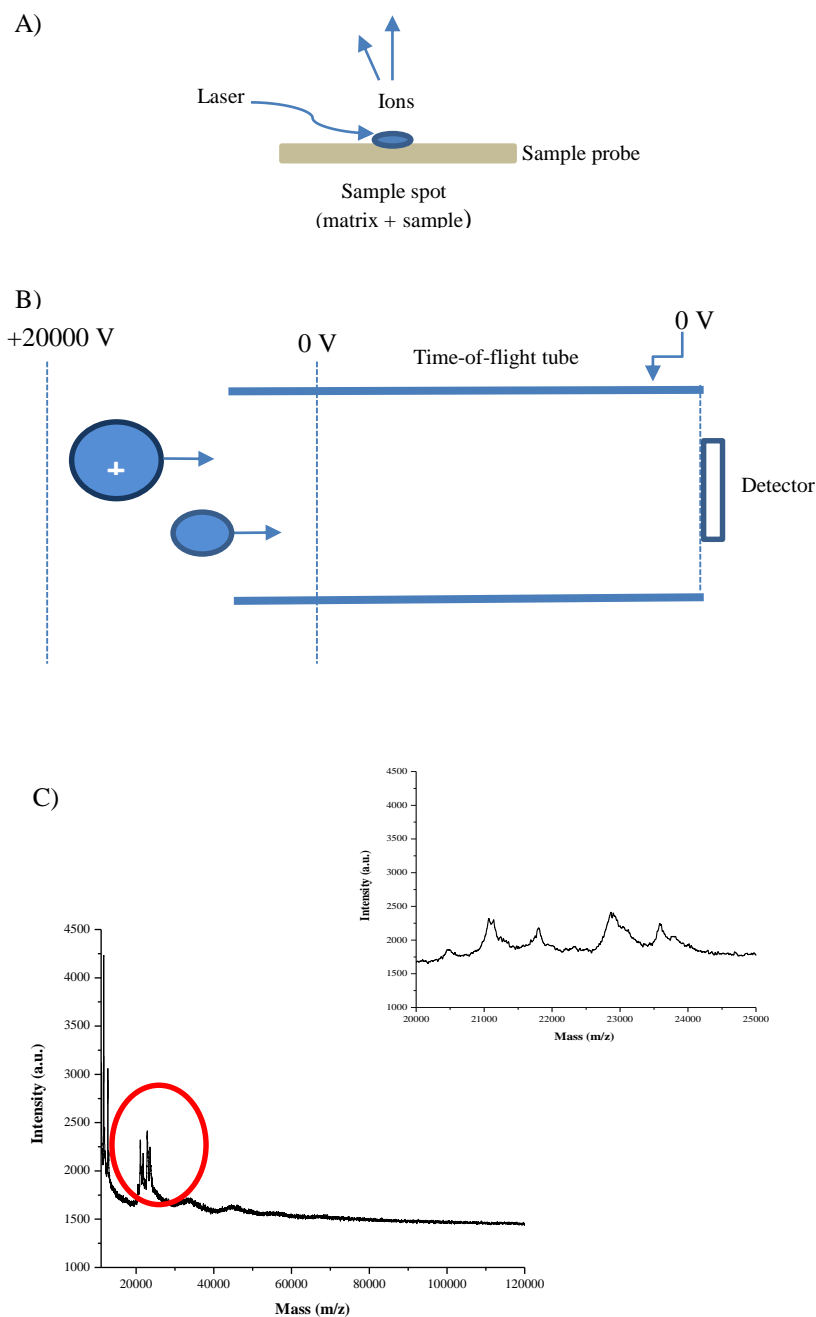 A)
Laser
Ions
Sample probe
Sample spot
(matrix + sample)
B)
+20000 V
0 V
Time-of-flight tube
0 V
+
Detector
C)
4500
4000
3500
3000
2500
2000
1500
1000
Intensity (a.u.)
20000
21000
22000
23000
24000
25000
Mass (m/z)
4500
4000
3500
3000
2500
2000
1500
1000
Intensity (a.u.)
20000
40000
60000
80000
100000
120000
Mass (m/z)